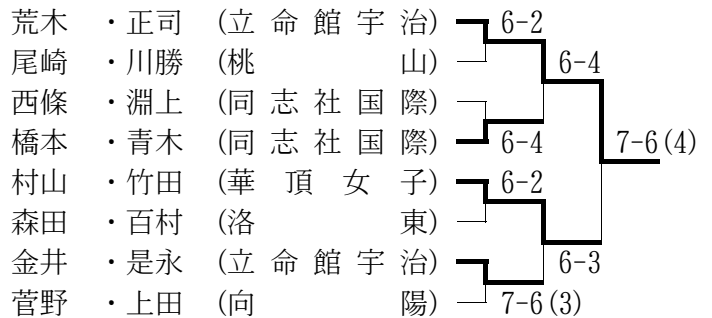 荒木 ・正司 (立命館宇治) 6-2
尾崎 ・川勝 (桃 山) 6-4
西條 ・淵上 (同志社国際)
橋本 ・青木 (同志社国際) 6-4 7-6(4)
村山 ・竹田 (華頂女子) 6-2
森田 ・百村 (洛 東)
金井 ・是永 (立命館宇治) 6-3
菅野 ・上田 (向 陽) 7-6(3)